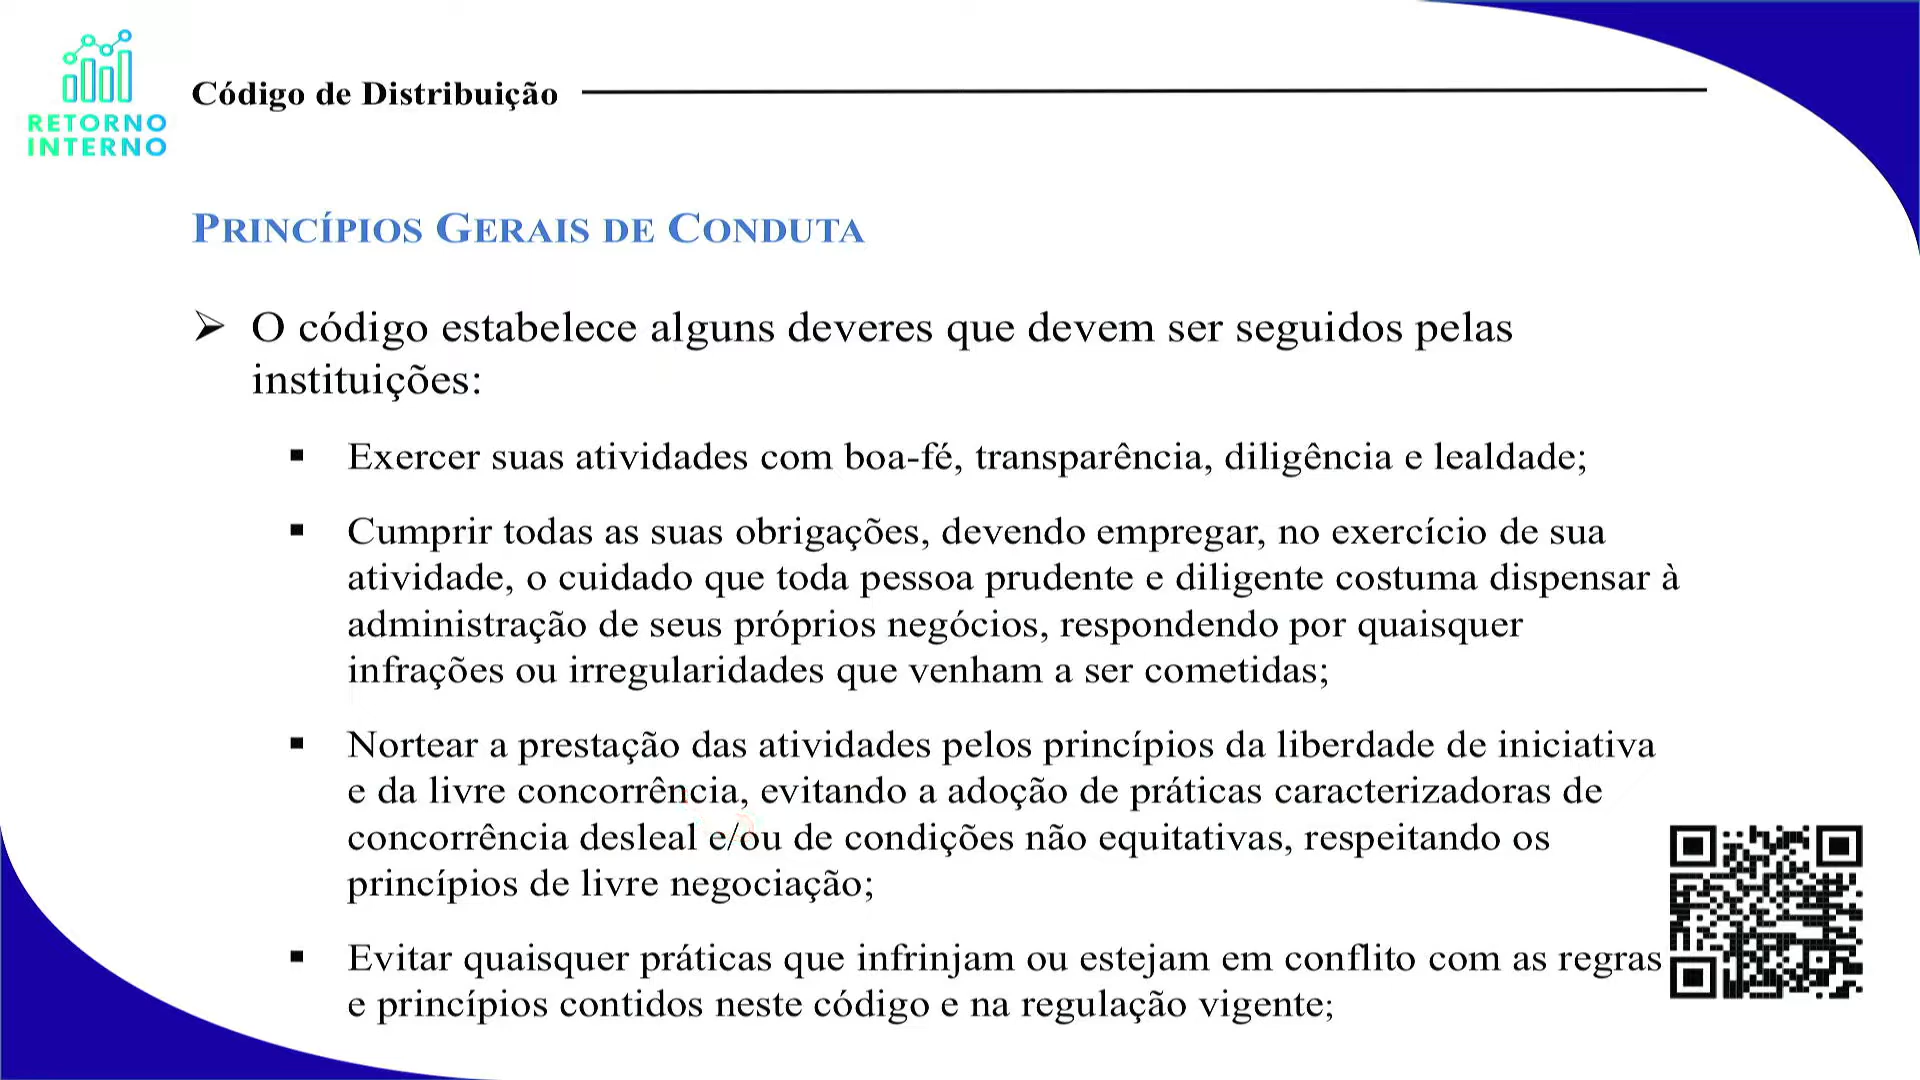 RETORNO
INTERNO
Código de Distribuição
PRINCÍPIOS GERAIS DE CONDUTA
➢ O código estabelece alguns deveres que devem ser seguidos pelas
instituições:
▪ Exercer suas atividades com boa-fé, transparência, diligência e lealdade;
▪ Cumprir todas as suas obrigações, devendo empregar, no exercício de sua
atividade, o cuidado que toda pessoa prudente e diligente costuma dispensar à
administração de seus próprios negócios, respondendo por quaisquer
infrações ou irregularidades que venham a ser cometidas;
▪ Nortear a prestação das atividades pelos princípios da liberdade de iniciativa
e da livre concorrência, evitando a adoção de práticas caracterizadoras de
concorrência desleal e/ou de condições não equitativas, respeitando os
princípios de livre negociação;
▪ Evitar quaisquer práticas que infrinjam ou estejam em conflito com as regras
e princípios contidos neste código e na regulação vigente;